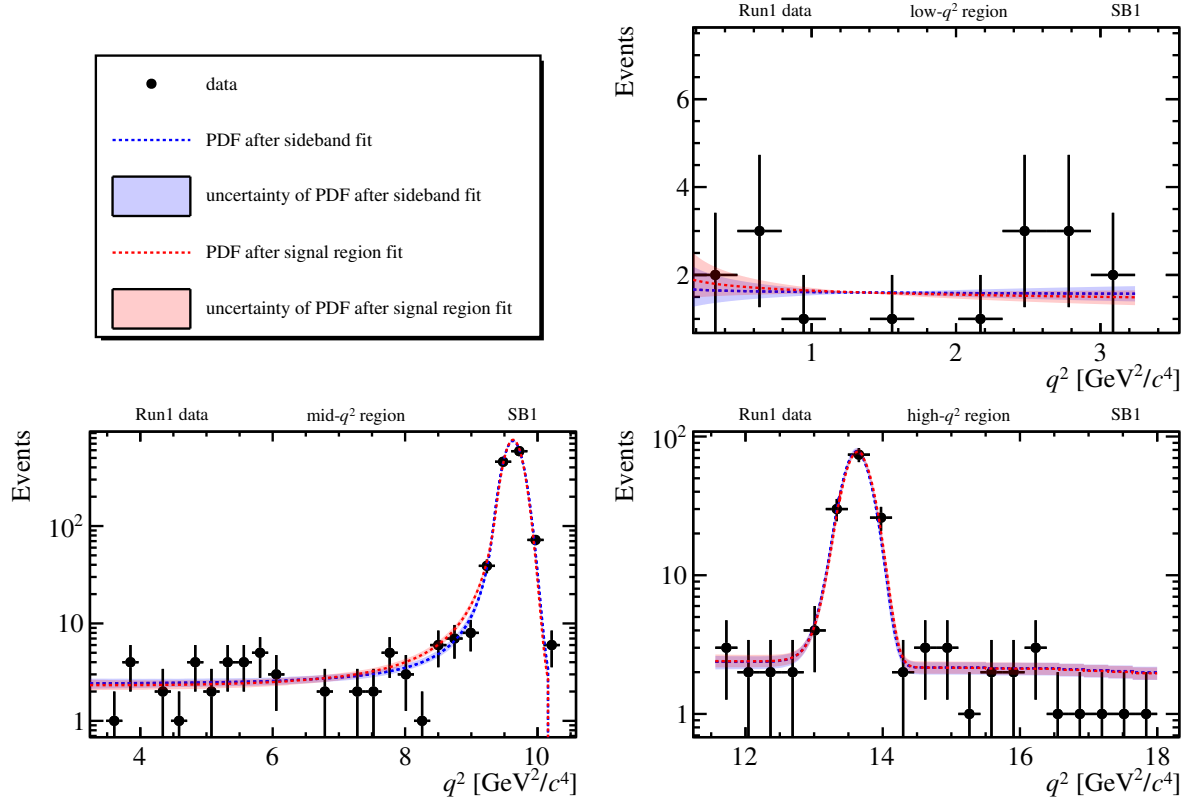 data
PDF after sideband fit
uncertainty of PDF after sideband fit
PDF after signal region fit
uncertainty of PDF after signal region fit
Run1 data low-q² region SB1
Events
6
4
2
1 2 3
q² [GeV²/c⁴]
Run1 data mid-q² region SB1
Events
10²
10
1
4 6 8 10
q² [GeV²/c⁴]
Run1 data high-q² region SB1
Events
10²
10
1
12 14 16 18
q² [GeV²/c⁴]